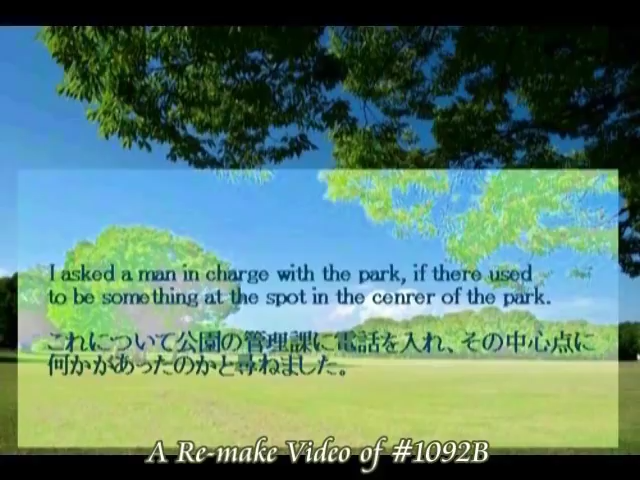 I asked a man in charge with the park, if there used
to be something at the spot in the cenrer of the park.
これについて公園の管理課に電話を入れ、その中心点に
何かがあったのかと尋ねました。
A Re-make Video of #1092B